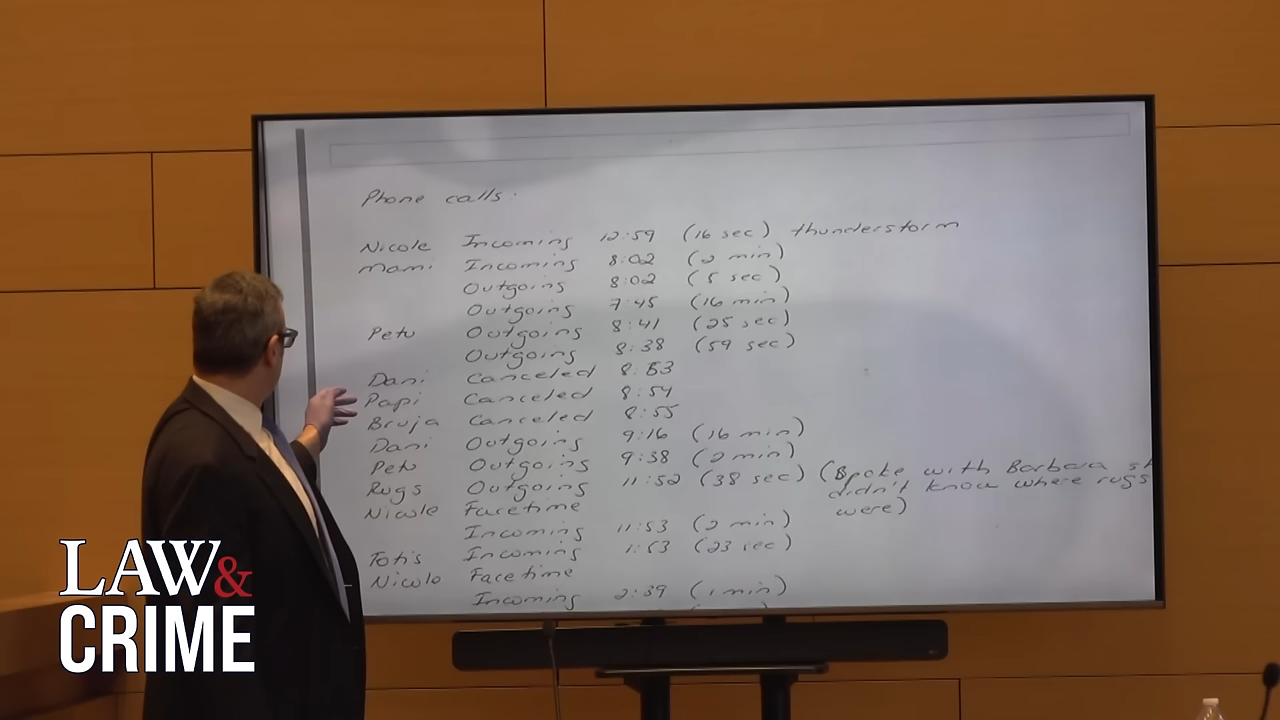 Phone calls:
Nicole Incoming 12:59 (16 sec) thunderstorm
Mami Incoming 8:02 (2 min)
Outgoing 8:02 (5 sec)
Outgoing 7:45 (16 min)
Petu Outgoing 8:41 (25 sec)
Outgoing 8:38 (59 sec)
Dani Canceled 8:53
Papi Canceled 8:54
Bruja Canceled 8:55
Dani Outgoing 9:16 (16 min)
Petu Outgoing 9:38 (2 min)
Rugs Outgoing 11:52 (38 sec) (Spoke with Barbara
didn't know where rugs
were)
Nicole Facetime
Incoming 11:53 (2 min)
Totis Incoming 1:53 (23 sec)
Nicole Facetime
Incoming 2:39 (1 min)
LAW&
CRIME